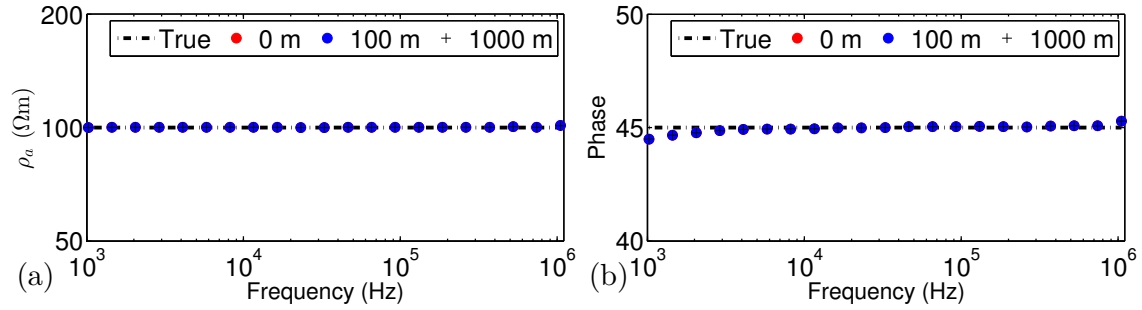 True 0 m 100 m + 1000 m
200
100
50
ρa (Ωm)
10^3 10^4 10^5 10^6
Frequency (Hz)
(a)
True 0 m 100 m + 1000 m
50
45
40
Phase
10^3 10^4 10^5 10^6
Frequency (Hz)
(b)